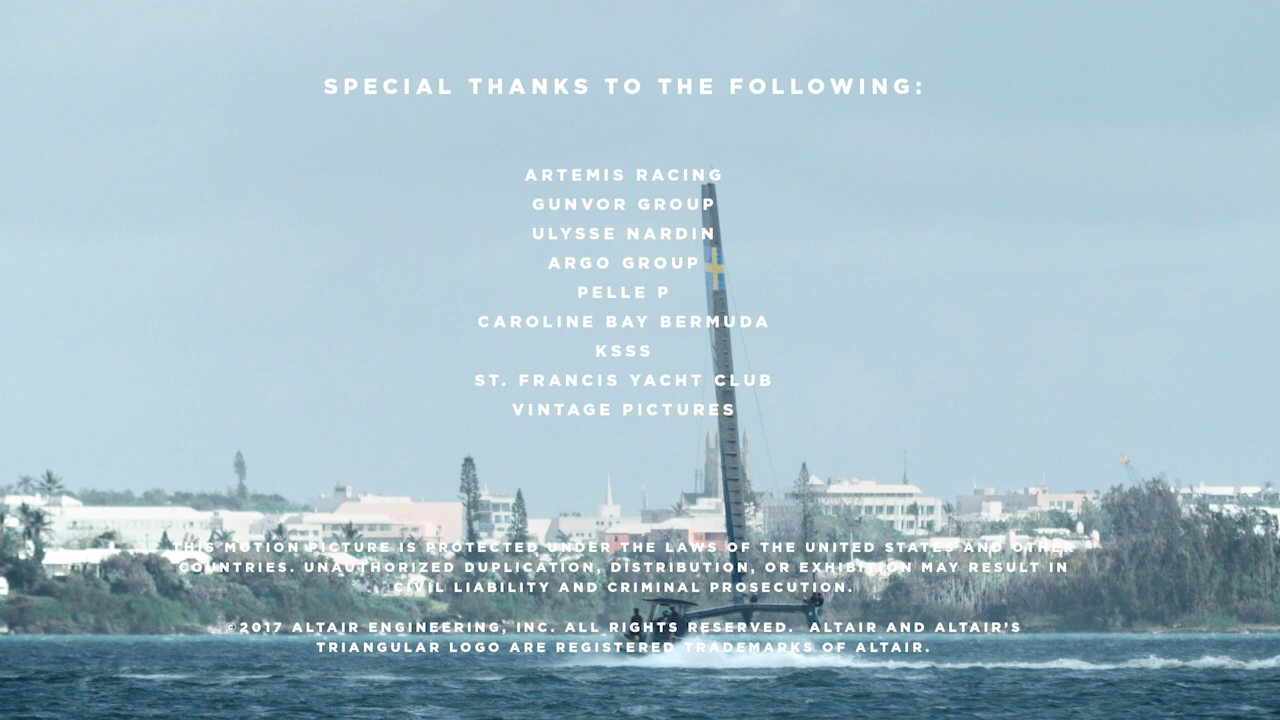 SPECIAL THANKS TO THE FOLLOWING:
ARTEMIS RACING
GUNVOR GROUP
ULYSSE NARDIN
ARGO GROUP
PELLE P
CAROLINE BAY BERMUDA
KSSS
ST. FRANCIS YACHT CLUB
VINTAGE PICTURES
THIS MOTION PICTURE IS PROTECTED UNDER THE LAWS OF THE UNITED STATES AND OTHER
COUNTRIES. UNAUTHORIZED DUPLICATION, DISTRIBUTION, OR EXHIBITION MAY RESULT IN
CIVIL LIABILITY AND CRIMINAL PROSECUTION.
©2017 ALTAIR ENGINEERING, INC. ALL RIGHTS RESERVED. ALTAIR AND ALTAIR'S
TRIANGULAR LOGO ARE REGISTERED TRADEMARKS OF ALTAIR.